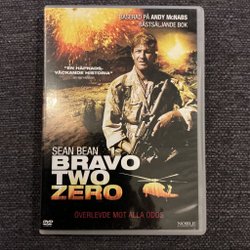 BASERAD PÅ ANDY McNABS
BÄSTSÄLJANDE BOK
"EN HÄPNADS-
VÄCKANDE HISTORIA"
SEAN BEAN
BRAVO
TWO
ZERO
ÖVERLEVDE MOT ALLA ODDS
DVD
NOBLE